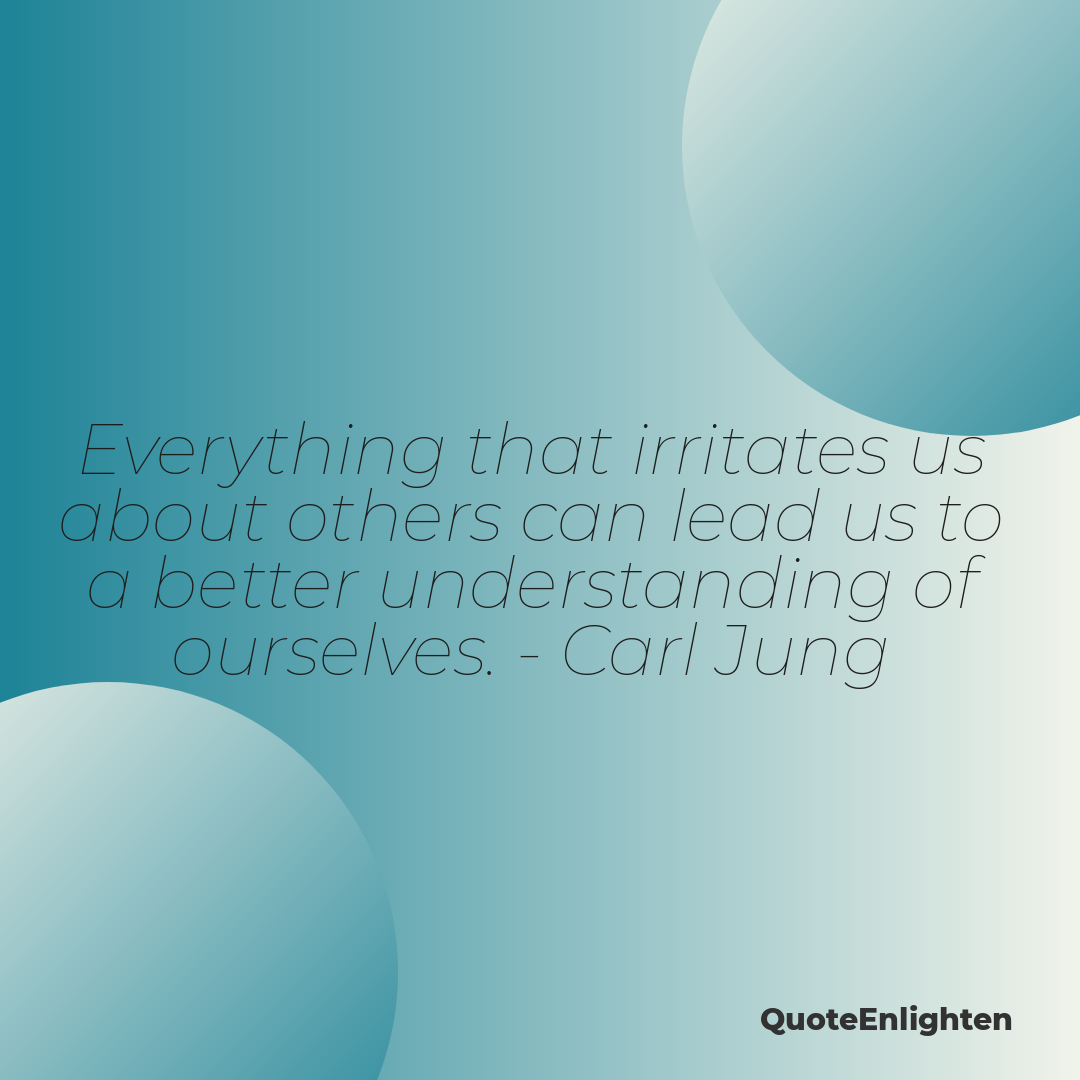 Everything that irritates us
about others can lead us to
a better understanding of
ourselves. - Carl Jung
QuoteEnlighten